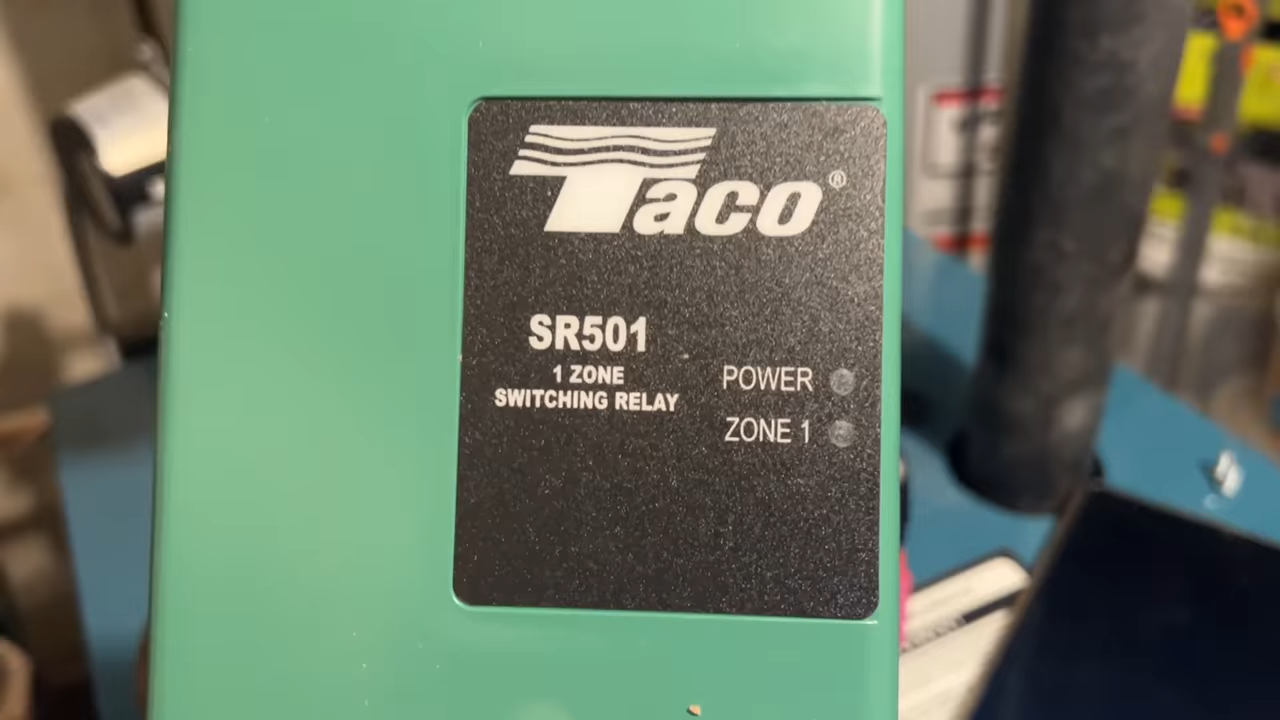 Taco®
SR501
1 ZONE
SWITCHING RELAY
POWER
ZONE 1